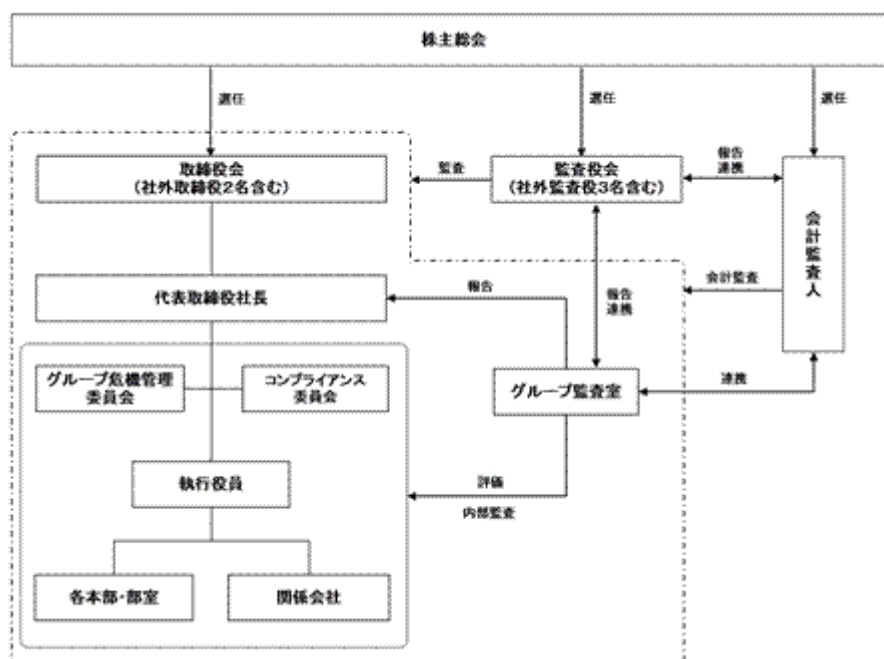 株主総会
選任
選任
選任
取締役会
(社外取締役2名含む)
監査
監査役会
(社外監査役3名含む)
報告
連携
会計監査人
代表取締役社長
報告
報告
連携
会計監査
グループ危機管理
委員会
コンプライアンス
委員会
グループ監査室
連携
執行役員
評価
内部監査
各本部・部室
関係会社